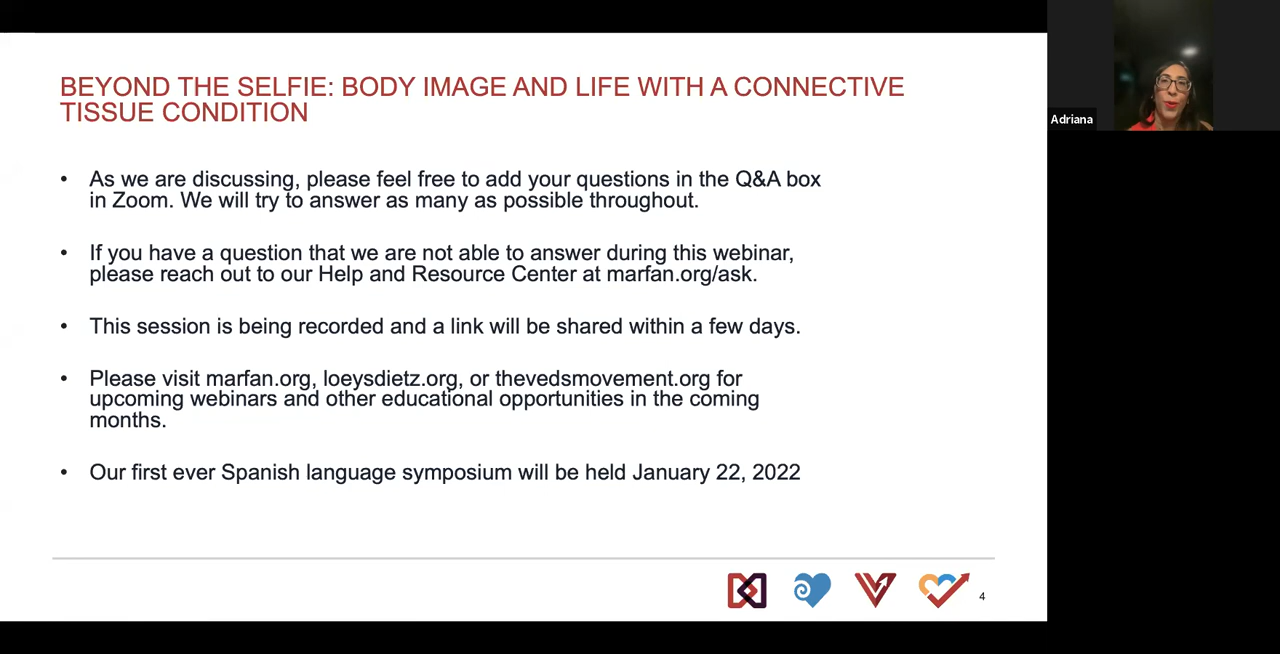 BEYOND THE SELFIE: BODY IMAGE AND LIFE WITH A CONNECTIVE
TISSUE CONDITION
• As we are discussing, please feel free to add your questions in the Q&A box
in Zoom. We will try to answer as many as possible throughout.
• If you have a question that we are not able to answer during this webinar,
please reach out to our Help and Resource Center at marfan.org/ask.
• This session is being recorded and a link will be shared within a few days.
• Please visit marfan.org, loeysdietz.org, or thevedsmovement.org for
upcoming webinars and other educational opportunities in the coming
months.
• Our first ever Spanish language symposium will be held January 22, 2022
4
Adriana